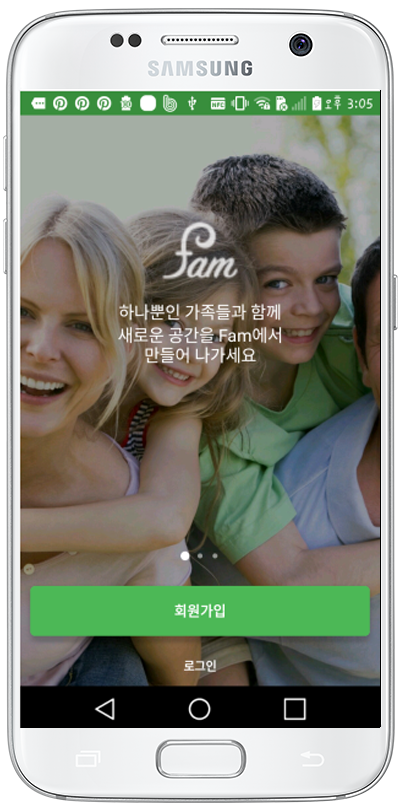 SAMSUNG
NFC 3:05
fam
하나뿐인 가족들과 함께
새로운 공간을 Fam에서
만들어 나가세요
회원가입
로그인